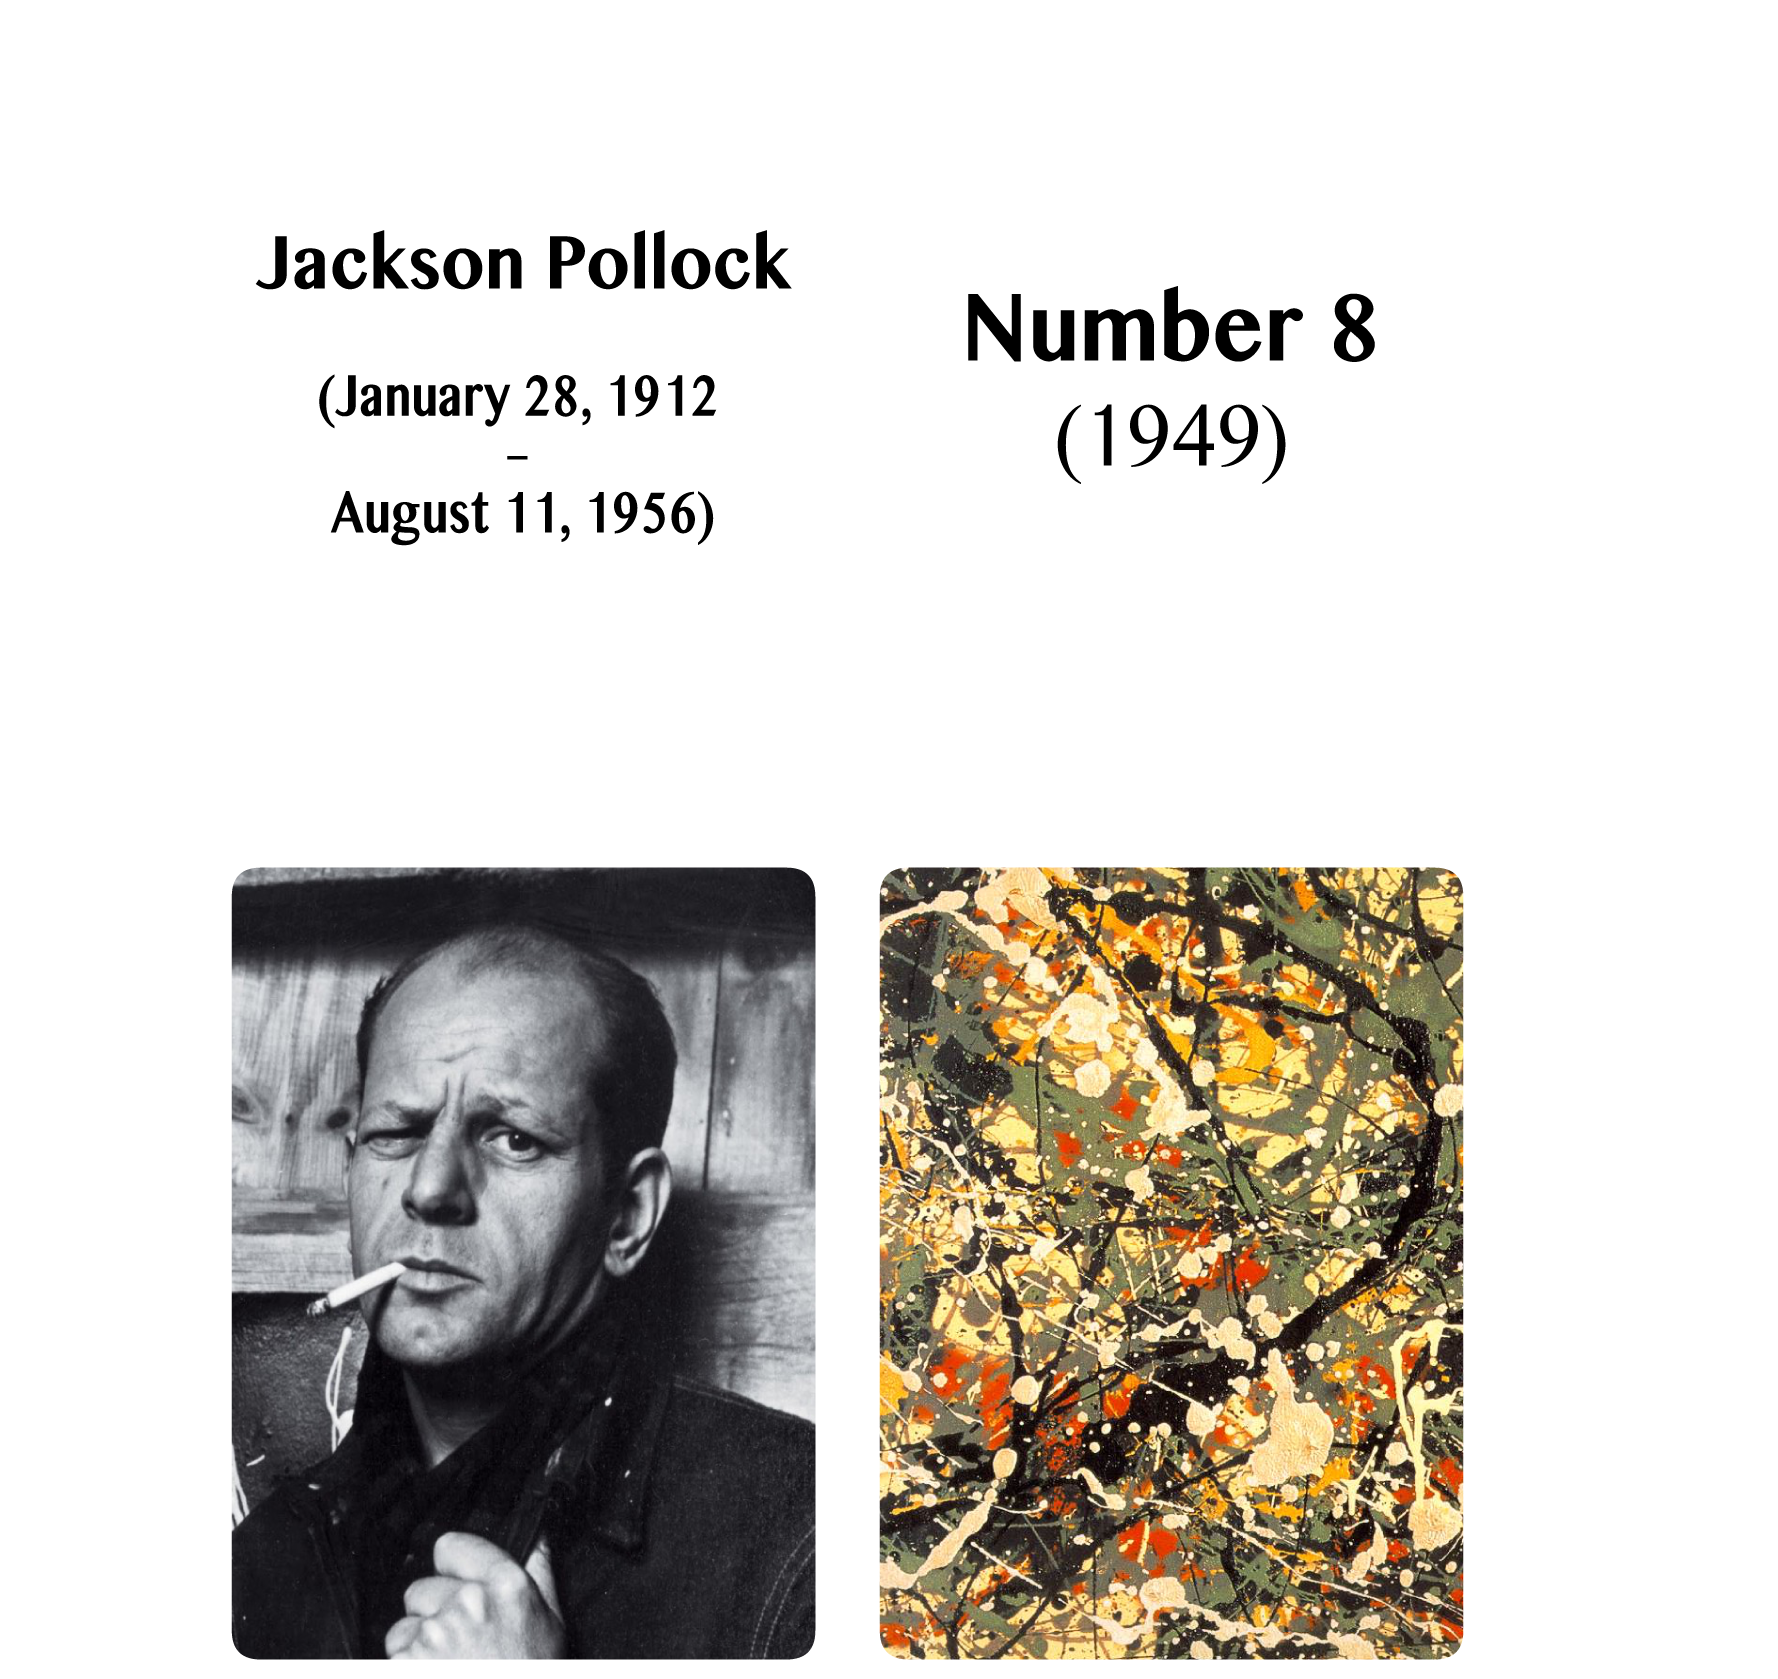 Jackson Pollock
(January 28, 1912
–
August 11, 1956)
Number 8
(1949)